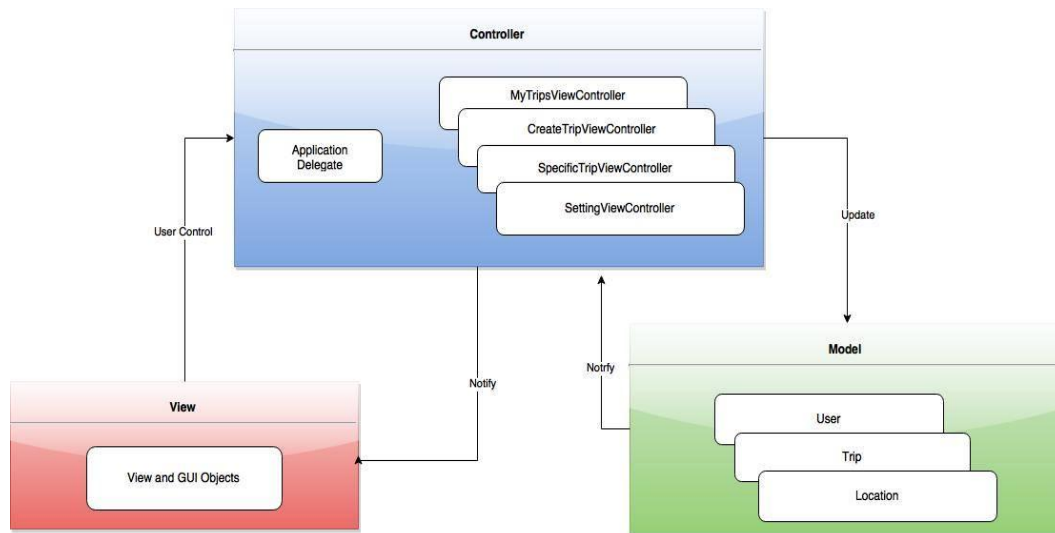 Controller
MyTripsViewController
CreateTripViewController
Application
Delegate
SpecificTripViewController
SettingViewController
User Control
Update
Notify
Notrfy
Model
User
Trip
Location
View
View and GUI Objects